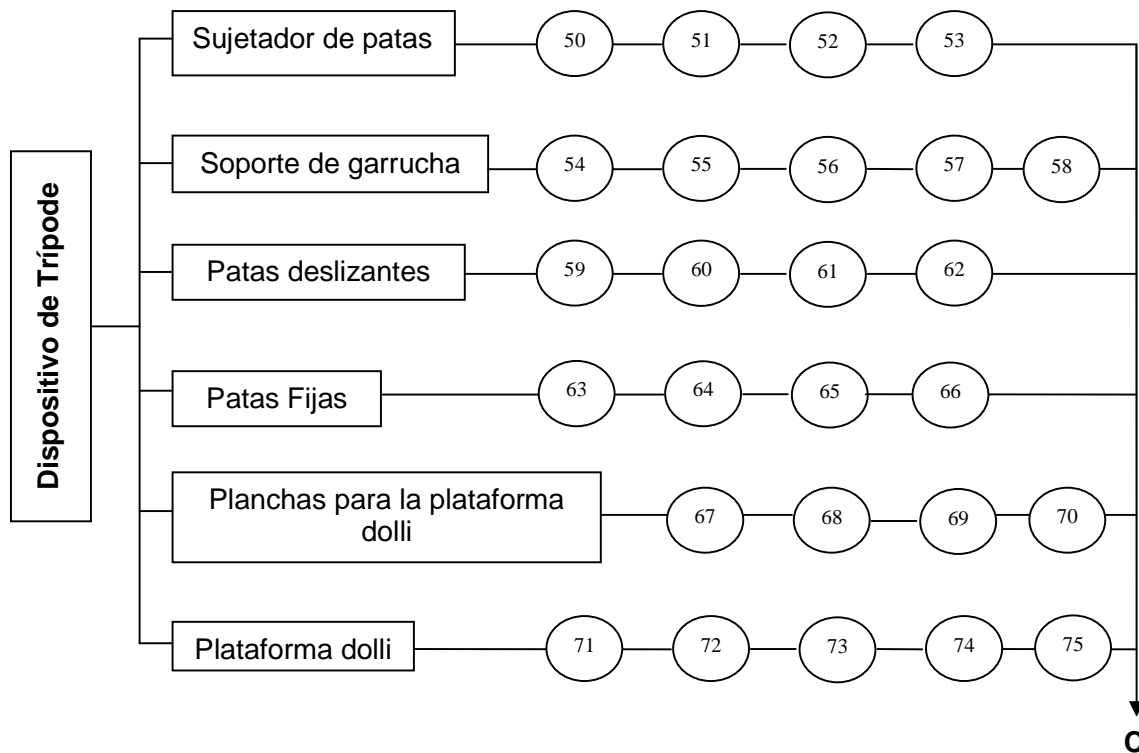 Dispositivo de Trípode
Sujetador de patas
50 51 52 53
Soporte de garrucha
54 55 56 57 58
Patas deslizantes
59 60 61 62
Patas Fijas
63 64 65 66
Planchas para la plataforma
dolli
67 68 69 70
Plataforma dolli
71 72 73 74 75